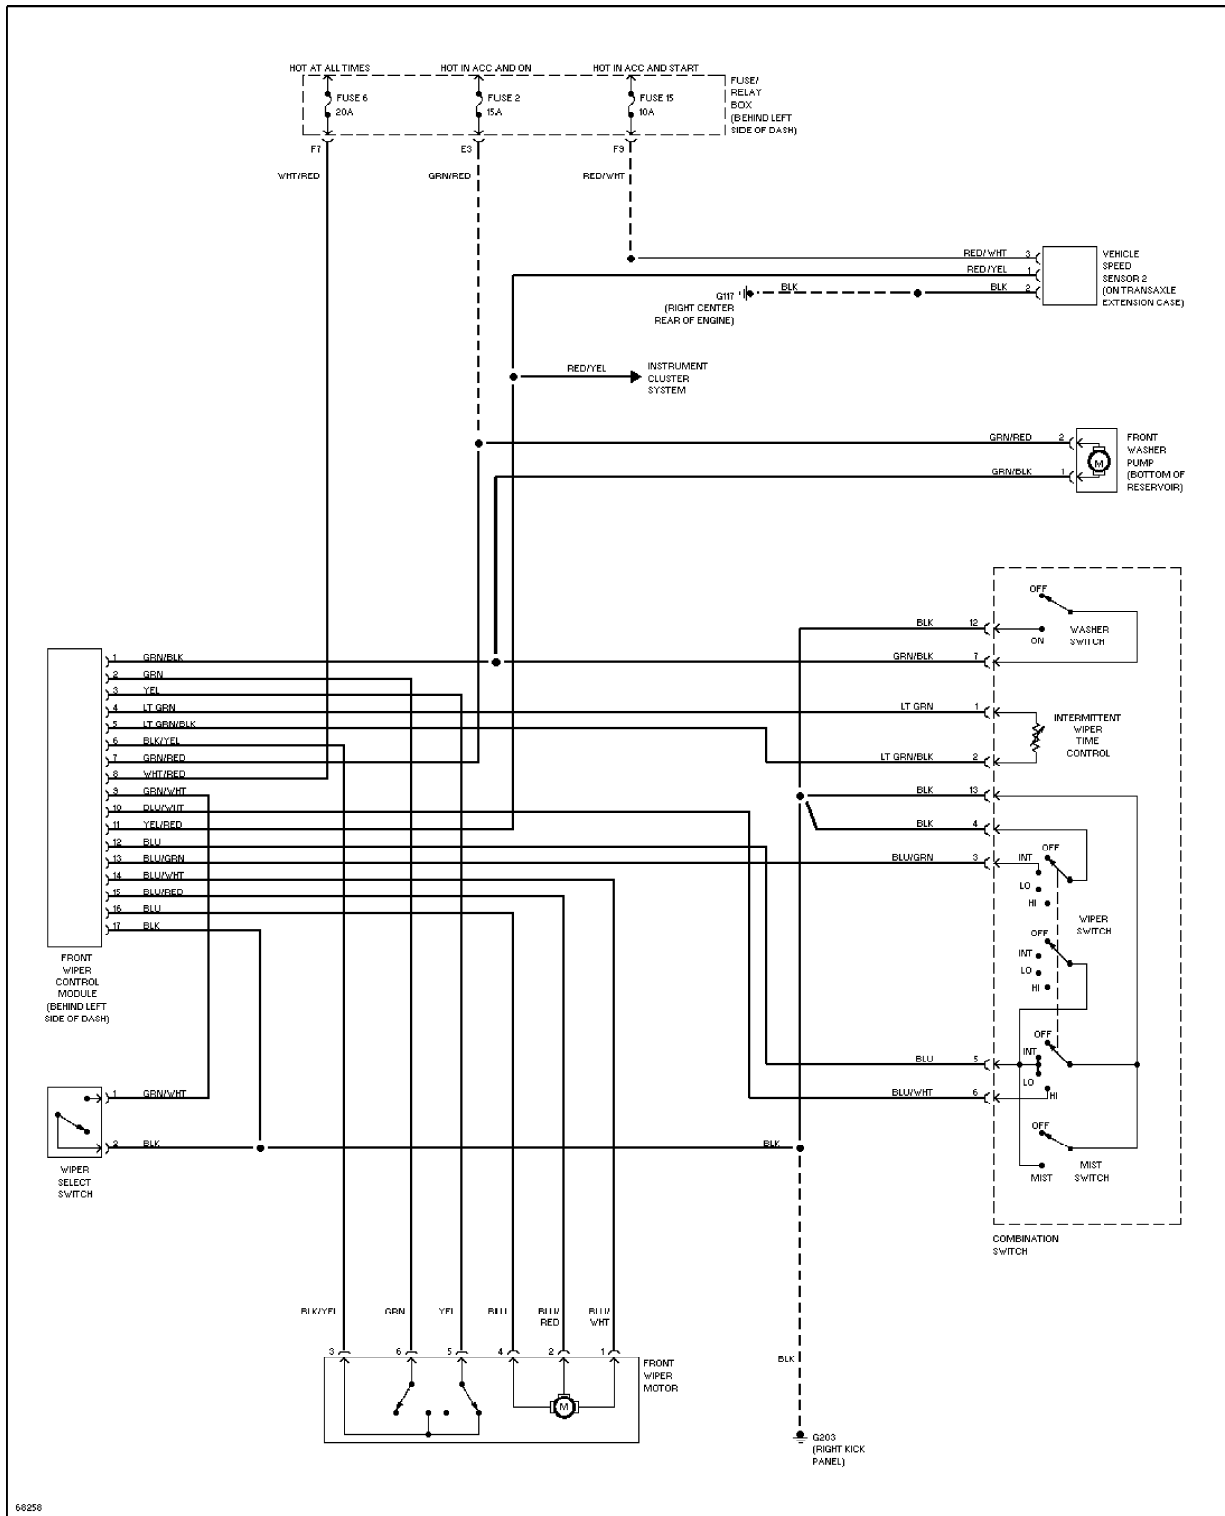 HOT AT ALL TIMES
HOT IN ACC AND ON
HOT IN ACC AND START
FUSE 6
20A
FUSE 2
15A
FUSE 15
10A
FUSE/
RELAY
BOX
(BEHIND LEFT
SIDE OF DASH)
F7
E3
F9
WHT/RED
GRN/RED
RED/WHT
RED/WHT 3
RED/YEL 1
BLK
BLK 2
VEHICLE
SPEED
SENSOR 2
(ON TRANSAXLE
EXTENSION CASE)
G117
(RIGHT CENTER
REAR OF ENGINE)
RED/YEL
INSTRUMENT
CLUSTER
SYSTEM
GRN/RED 2
GRN/BLK 1
M
FRONT
WASHER
PUMP
(BOTTOM OF
RESERVOIR)
OFF
ON
WASHER
SWITCH
BLK 12
GRN/BLK 7
LT GRN 1
LT GRN/BLK 2
INTERMITTENT
WIPER
TIME
CONTROL
BLK 13
BLK 4
BLU/GRN 3
OFF
INT
LO
HI
WIPER
SWITCH
OFF
INT
LO
HI
OFF
INT
LO
HI
BLU 5
BLU/WHT 6
OFF
MIST
MIST
SWITCH
COMBINATION
SWITCH
1 GRN/BLK
2 GRN
3 YEL
4 LT GRN
5 LT GRN/BLK
6 BLK/YEL
7 GRN/RED
8 WHT/RED
9 GRN/WHT
10 BLU/WHT
11 YEL/RED
12 BLU
13 BLU/GRN
14 BLU/WHT
15 BLU/RED
16 BLU
17 BLK
FRONT
WIPER
CONTROL
MODULE
(BEHIND LEFT
SIDE OF DASH)
1 GRN/WHT
2 BLK
BLK
WIPER
SELECT
SWITCH
BLK/YEL
GRN
YEL
BLU
BLU/
RED
BLU/
WHT
3
6
5
4
2
1
M
FRONT
WIPER
MOTOR
BLK
G203
(RIGHT KICK
PANEL)
68258